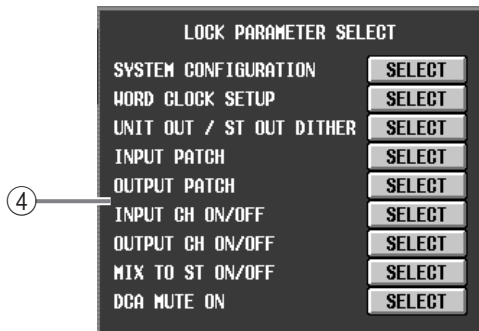 LOCK PARAMETER SELECT
SYSTEM CONFIGURATION SELECT
WORD CLOCK SETUP SELECT
UNIT OUT / ST OUT DITHER SELECT
INPUT PATCH SELECT
OUTPUT PATCH SELECT
④ INPUT CH ON/OFF SELECT
OUTPUT CH ON/OFF SELECT
MIX TO ST ON/OFF SELECT
DCA MUTE ON SELECT